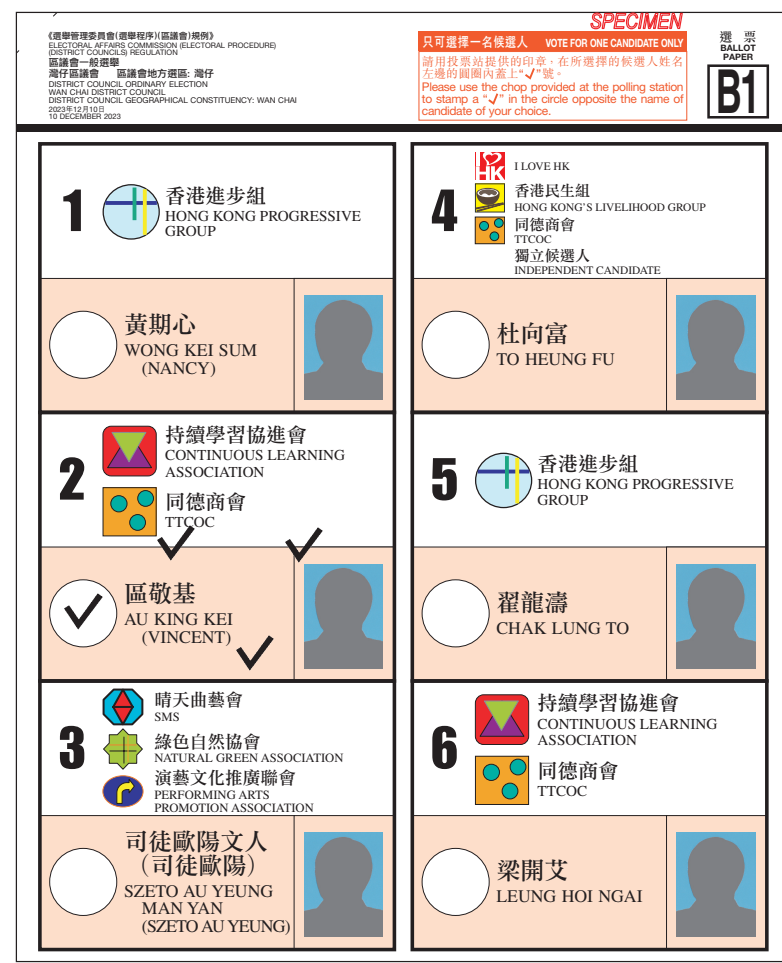 《選舉管理委員會(選舉程序)(區議會)規例》
ELECTORAL AFFAIRS COMMISSION (ELECTORAL PROCEDURE)
(DISTRICT COUNCILS) REGULATION
區議會一般選舉
灣仔區議會 區議會地方選區: 灣仔
DISTRICT COUNCIL ORDINARY ELECTION
WAN CHAI DISTRICT COUNCIL
DISTRICT COUNCIL GEOGRAPHICAL CONSTITUENCY: WAN CHAI
2023年12月10日
10 DECEMBER 2023
SPECIMEN
只可選擇一名候選人 VOTE FOR ONE CANDIDATE ONLY
請用投票站提供的印章，在所選擇的候選人姓名
左邊的圓圈內蓋上“✓”號。
Please use the chop provided at the polling station
to stamp a “✓” in the circle opposite the name of
candidate of your choice.
選 票
BALLOT
PAPER
B1
1
香港進步組
HONG KONG PROGRESSIVE
GROUP
黃期心
WONG KEI SUM
(NANCY)
2
持續學習協進會
CONTINUOUS LEARNING
ASSOCIATION
同德商會
TTCOC
區敬基
AU KING KEI
(VINCENT)
3
晴天曲藝會
SMS
綠色自然協會
NATURAL GREEN ASSOCIATION
演藝文化推廣聯會
PERFORMING ARTS
PROMOTION ASSOCIATION
司徒歐陽文人
（司徒歐陽）
SZETO AU YEUNG
MAN YAN
(SZETO AU YEUNG)
4
HK
I LOVE HK
香港民生組
HONG KONG'S LIVELIHOOD GROUP
同德商會
TTCOC
獨立候選人
INDEPENDENT CANDIDATE
杜向富
TO HEUNG FU
5
香港進步組
HONG KONG PROGRESSIVE
GROUP
翟龍濤
CHAK LUNG TO
6
持續學習協進會
CONTINUOUS LEARNING
ASSOCIATION
同德商會
TTCOC
梁開艾
LEUNG HOI NGAI